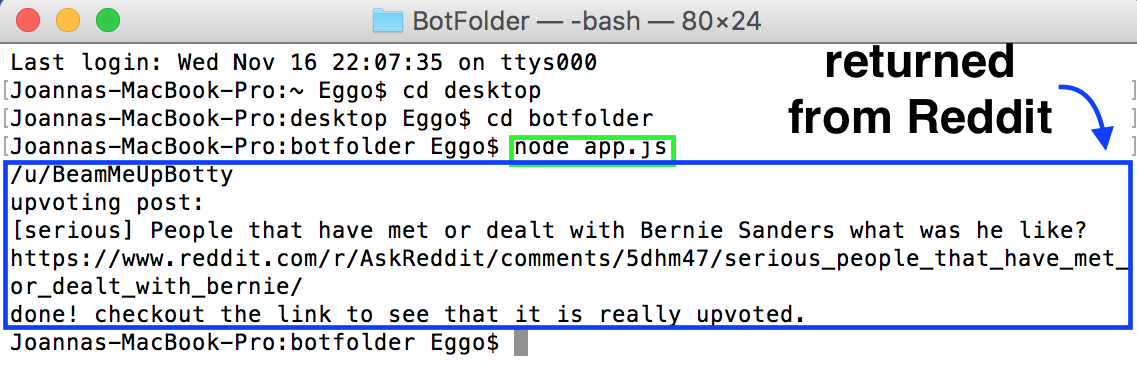 BotFolder — -bash — 80×24
Last login: Wed Nov 16 22:07:35 on ttys000
[Joannas-MacBook-Pro:~ Eggo$ cd desktop ]
[Joannas-MacBook-Pro:desktop Eggo$ cd botfolder ]
[Joannas-MacBook-Pro:botfolder Eggo$ node app.js ]
returned
from Reddit
/u/BeamMeUpBotty
upvoting post:
[serious] People that have met or dealt with Bernie Sanders what was he like?
https://www.reddit.com/r/AskReddit/comments/5dhm47/serious_people_that_have_met_
or_dealt_with_bernie/
done! checkout the link to see that it is really upvoted.
Joannas-MacBook-Pro:botfolder Eggo$